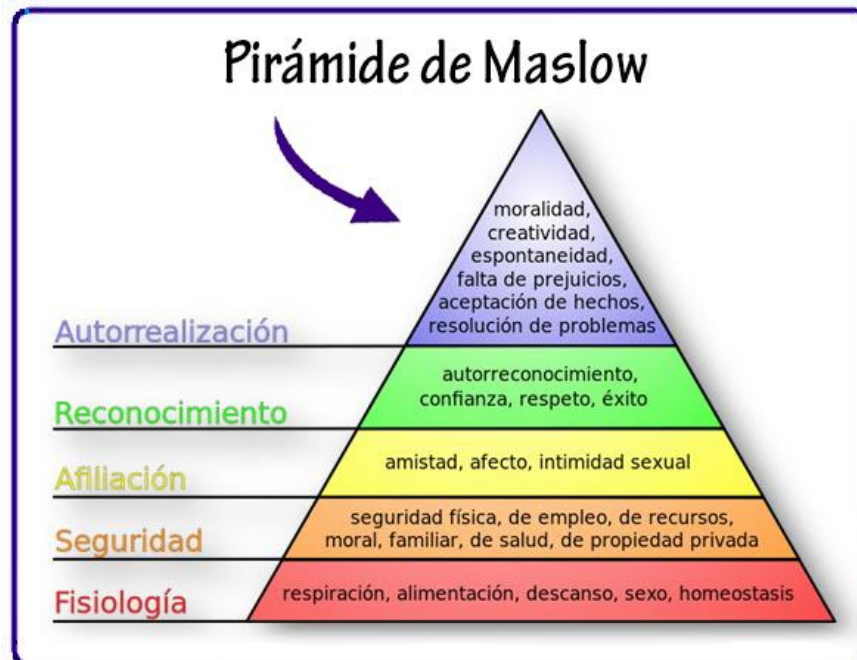 Pirámide de Maslow
moralidad,
creatividad,
espontaneidad,
falta de prejuicios,
aceptación de hechos,
resolución de problemas
Autorrealización
autorreconocimiento,
confianza, respeto, éxito
Reconocimiento
amistad, afecto, intimidad sexual
Afiliación
seguridad física, de empleo, de recursos,
moral, familiar, de salud, de propiedad privada
Seguridad
respiración, alimentación, descanso, sexo, homeostasis
Fisiología